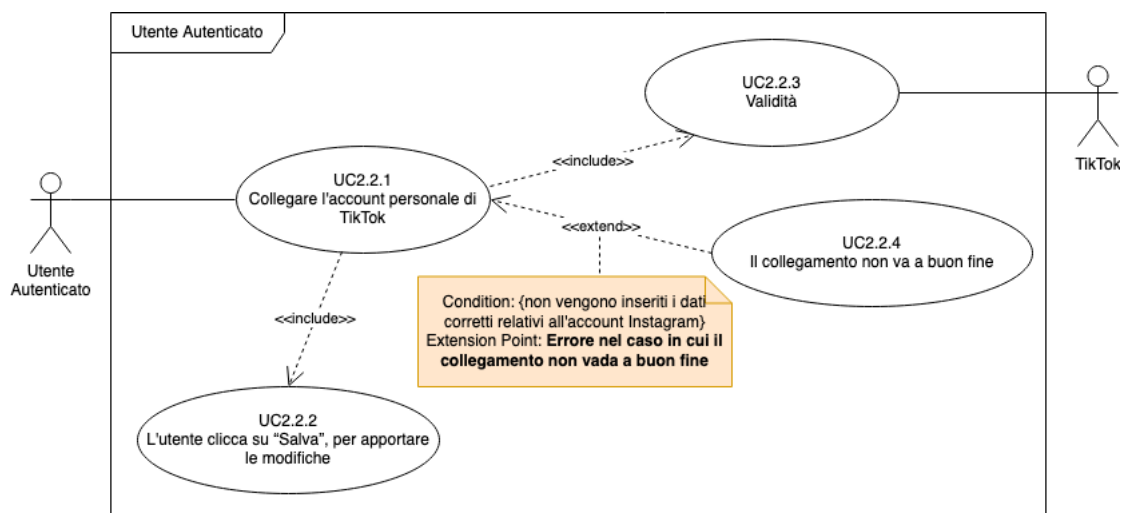 Utente Autenticato
UC2.2.3
Validità
TikTok
<<include>>
UC2.2.1
Collegare l'account personale di
TikTok
Utente
Autenticato
<<extend>>
UC2.2.4
Il collegamento non va a buon fine
Condition: {non vengono inseriti i dati
corretti relativi all'account Instagram}
Extension Point: Errore nel caso in cui il
collegamento non vada a buon fine
<<include>>
UC2.2.2
L'utente clicca su “Salva”, per apportare
le modifiche